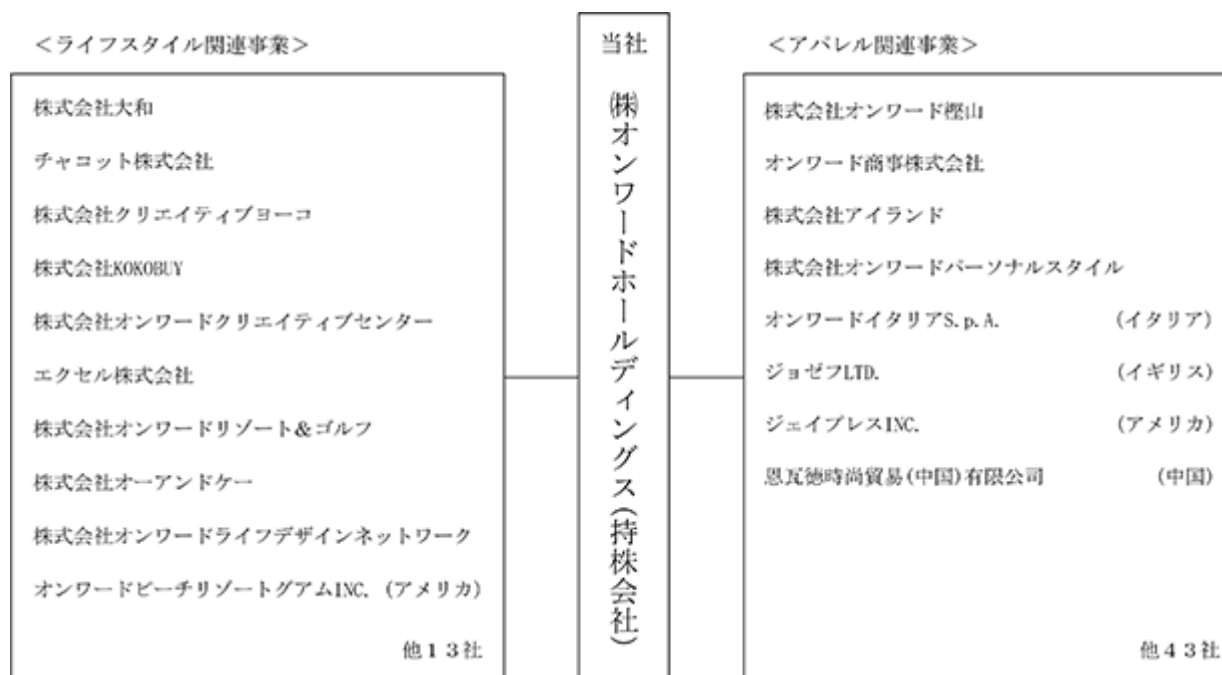 ＜ライフスタイル関連事業＞
株式会社大和
チャコット株式会社
株式会社クリエイティブヨーコ
株式会社KOKOBUY
株式会社オンワードクリエイティブセンター
エクセル株式会社
株式会社オンワードリゾート＆ゴルフ
株式会社オーアンドケー
株式会社オンワードライフデザインネットワーク
オンワードビーチリゾートグアムINC. (アメリカ)
他１３社
当社
㈱オンワードホールディングス(持株会社)
＜アパレル関連事業＞
株式会社オンワード樫山
オンワード商事株式会社
株式会社アイランド
株式会社オンワードパーソナルスタイル
オンワードイタリアS.p.A. (イタリア)
ジョゼフLTD. (イギリス)
ジェイプレスINC. (アメリカ)
恩瓦徳時尚貿易(中国)有限公司 (中国)
他４３社